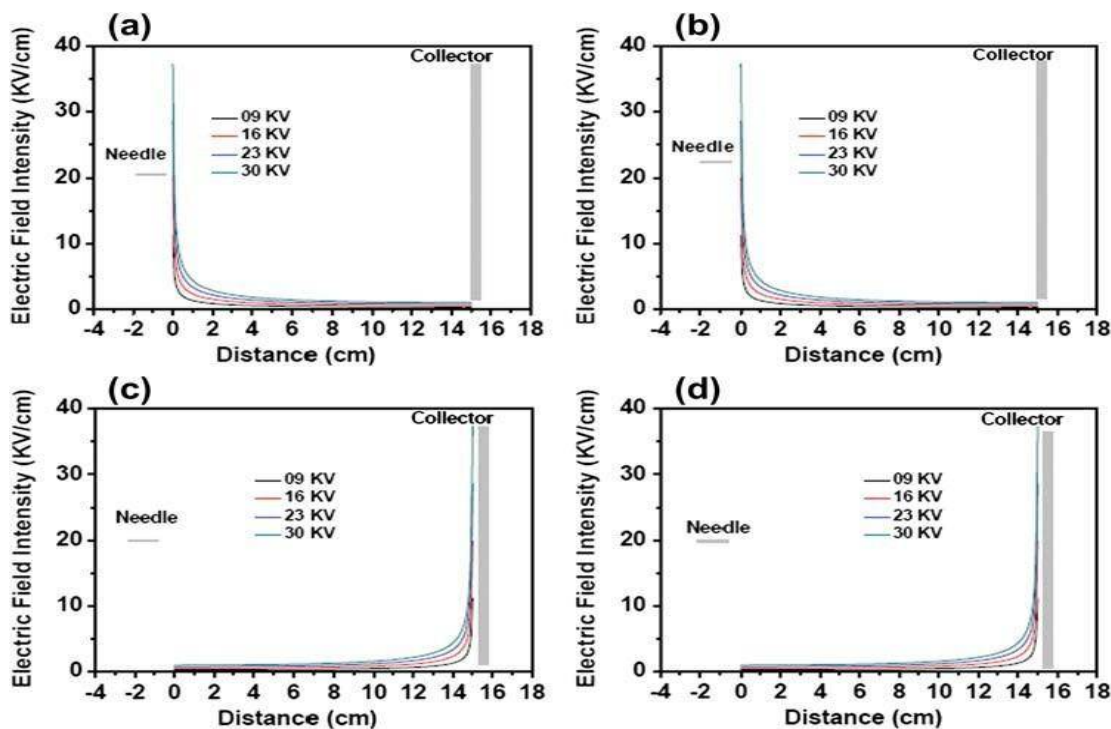 (a)
Electric Field Intensity (KV/cm)
40
30
20
10
0
Collector
09 KV
16 KV
23 KV
30 KV
Needle
-4 -2 0 2 4 6 8 10 12 14 16 18
Distance (cm)
(b)
Electric Field Intensity (KV/cm)
40
30
20
10
0
Collector
09 KV
16 KV
23 KV
30 KV
Needle
-4 -2 0 2 4 6 8 10 12 14 16 18
Distance (cm)
(c)
Electric Field Intensity (KV/cm)
40
30
20
10
0
Collector
09 KV
16 KV
23 KV
30 KV
Needle
-4 -2 0 2 4 6 8 10 12 14 16 18
Distance (cm)
(d)
Electric Field Intensity (KV/cm)
40
30
20
10
0
Collector
09 KV
16 KV
23 KV
30 KV
Needle
-4 -2 0 2 4 6 8 10 12 14 16 18
Distance (cm)